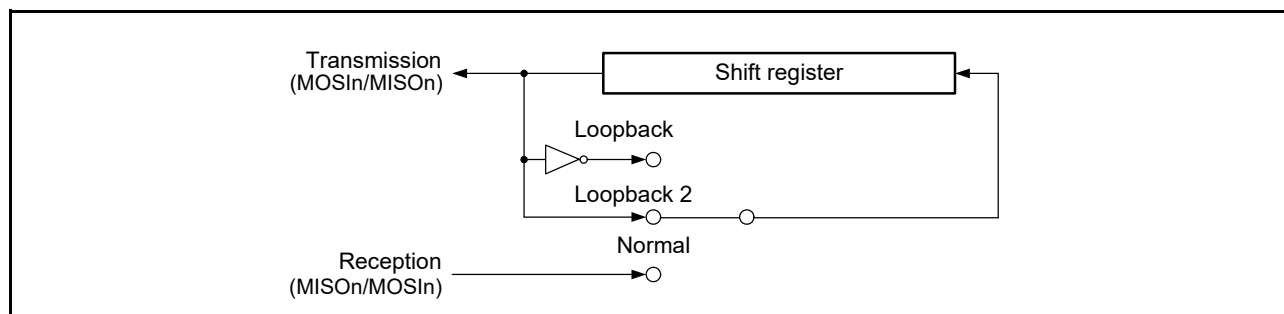 Transmission
(MOSIn/MISOn)
Shift register
Loopback
Loopback 2
Normal
Reception
(MISOn/MOSIn)